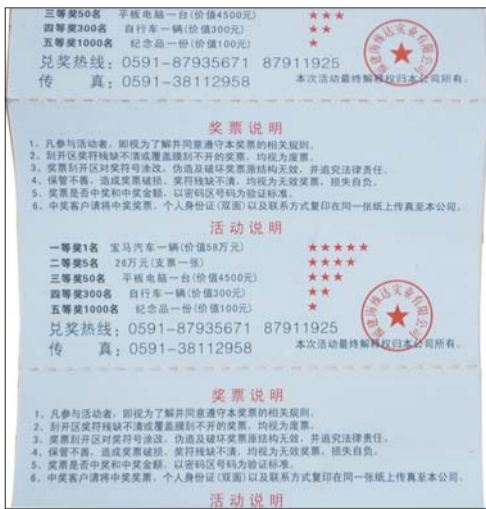 三等奖50名 平板电脑一台(价值4500元) ★★★
四等奖300名 自行车一辆(价值300元) ★★
五等奖1000名 纪念品一份(价值100元) ★
兑奖热线：0591-87935671 87911925
传 真：0591-38112958 本次活动最终解释权归本公司所有。
奖票说明
1、凡参与活动者，即视为了解并同意遵守本奖票的相关规则。
2、刮开区奖符残缺不清或覆盖膜刮不开的奖票，均视为废票。
3、奖票刮开区对奖符号涂改，伪造及破坏奖票原结构无效，并追究法律责任。
4、保管不善，造成奖票破损，奖符残缺不清，均视为无效奖票，损失自负。
5、奖票是否中奖和中奖金额，以密码区号码为验证标准。
6、中奖客户请将中奖奖票，个人身份证(双面)以及联系方式复印在同一张纸上传真至本公司。
活动说明
一等奖1名 宝马汽车一辆(价值58万元) ★★★★★
二等奖5名 26万元(支票一张) ★★★★
三等奖50名 平板电脑一台(价值4500元) ★★★
四等奖300名 自行车一辆(价值300元) ★★
五等奖1000名 纪念品一份(价值100元) ★
兑奖热线：0591-87935671 87911925
传 真：0591-38112958 本次活动最终解释权归本公司所有。
奖票说明
1、凡参与活动者，即视为了解并同意遵守本奖票的相关规则。
2、刮开区奖符残缺不清或覆盖膜刮不开的奖票，均视为废票。
3、奖票刮开区对奖符号涂改，伪造及破坏奖票原结构无效，并追究法律责任。
4、保管不善，造成奖票破损，奖符残缺不清，均视为无效奖票，损失自负。
5、奖票是否中奖和中奖金额，以密码区号码为验证标准。
6、中奖客户请将中奖奖票，个人身份证(双面)以及联系方式复印在同一张纸上传真至本公司。
活动说明